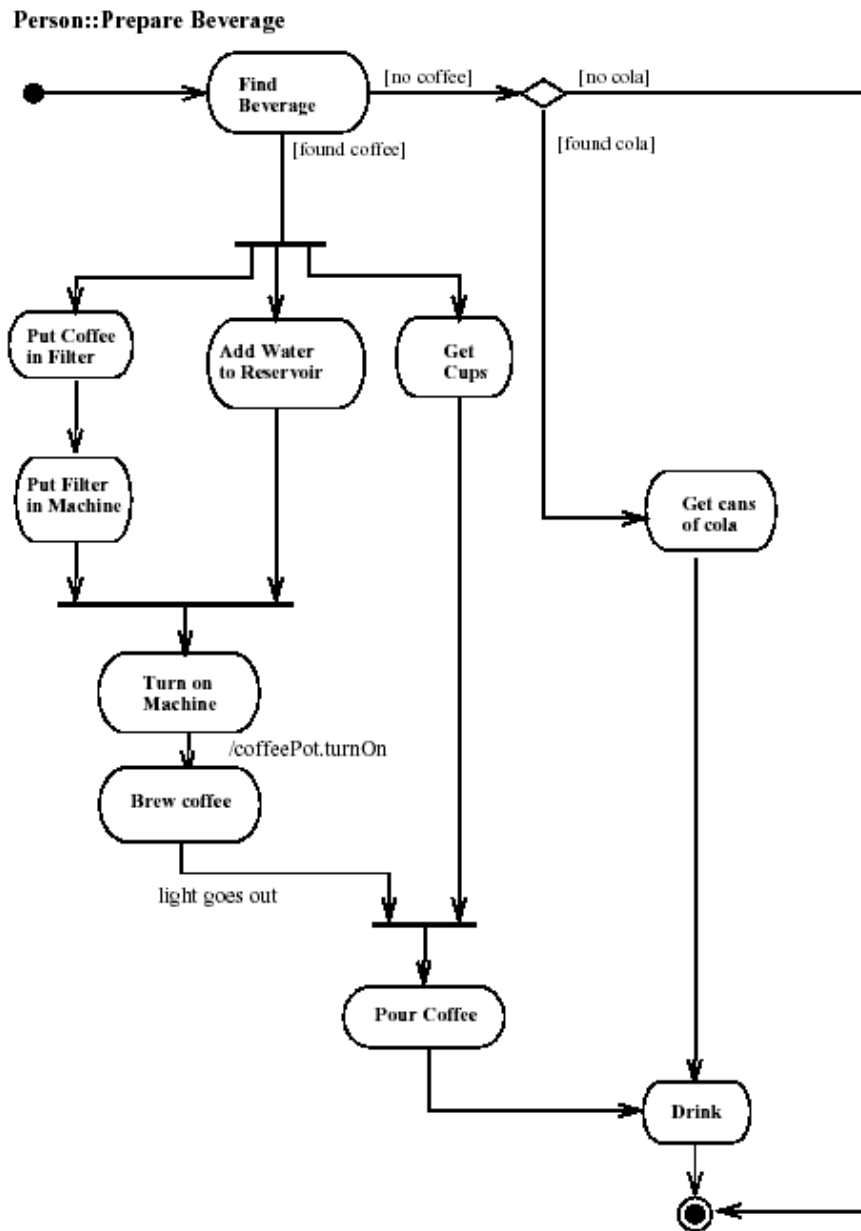 Person::Prepare Beverage
Find
Beverage
[no coffee]
[no cola]
[found coffee]
[found cola]
Put Coffee
in Filter
Add Water
to Reservoir
Get
Cups
Put Filter
in Machine
Get cans
of cola
Turn on
Machine
/coffeePot.turnOn
Brew coffee
light goes out
Pour Coffee
Drink